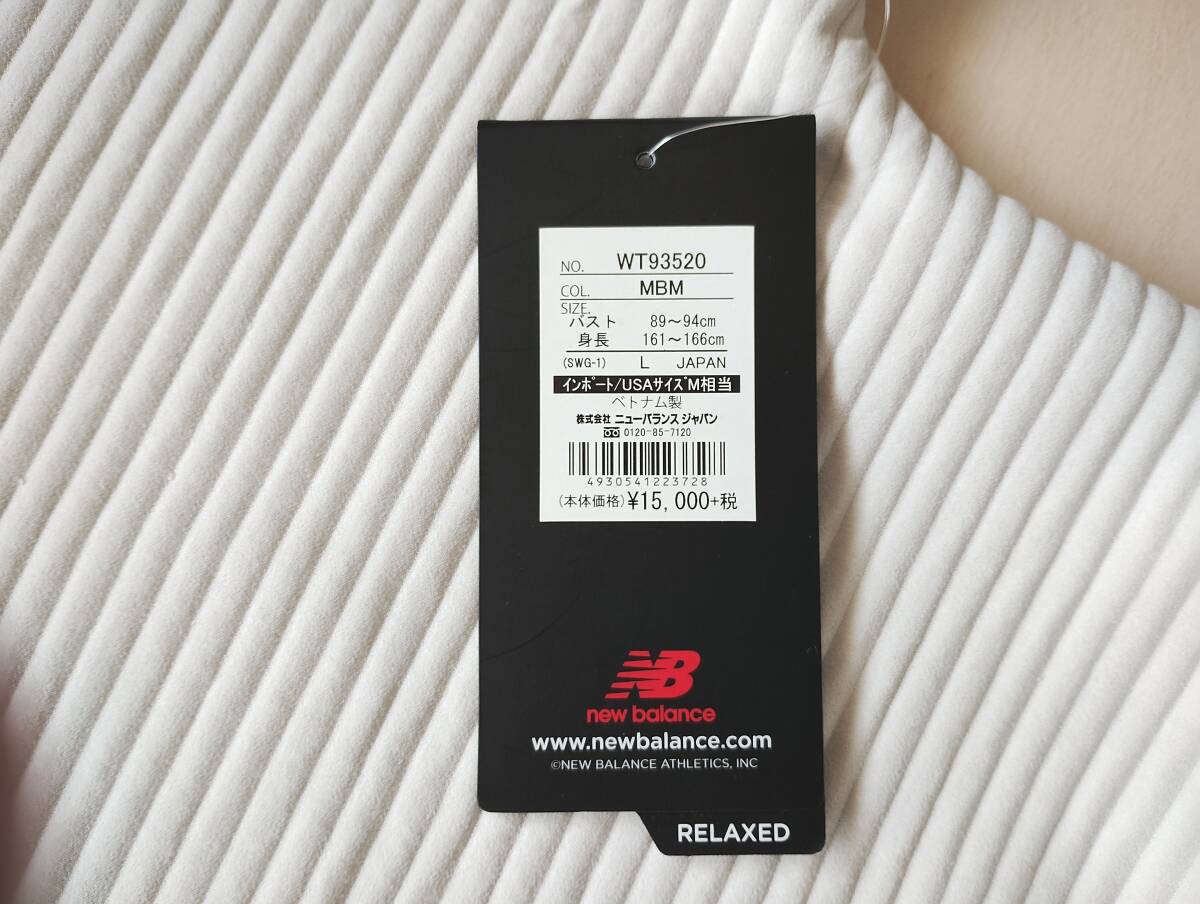 NO. WT93520
COL. MBM
SIZE.
バスト 89〜94cm
身長 161〜166cm
(SWG-1) L JAPAN
インポート/USAサイズM相当
ベトナム製
株式会社 ニューバランス ジャパン
0120-85-7120
4930541223728
(本体価格)¥15,000+税
NB
new balance
www.newbalance.com
©NEW BALANCE ATHLETICS, INC
RELAXED